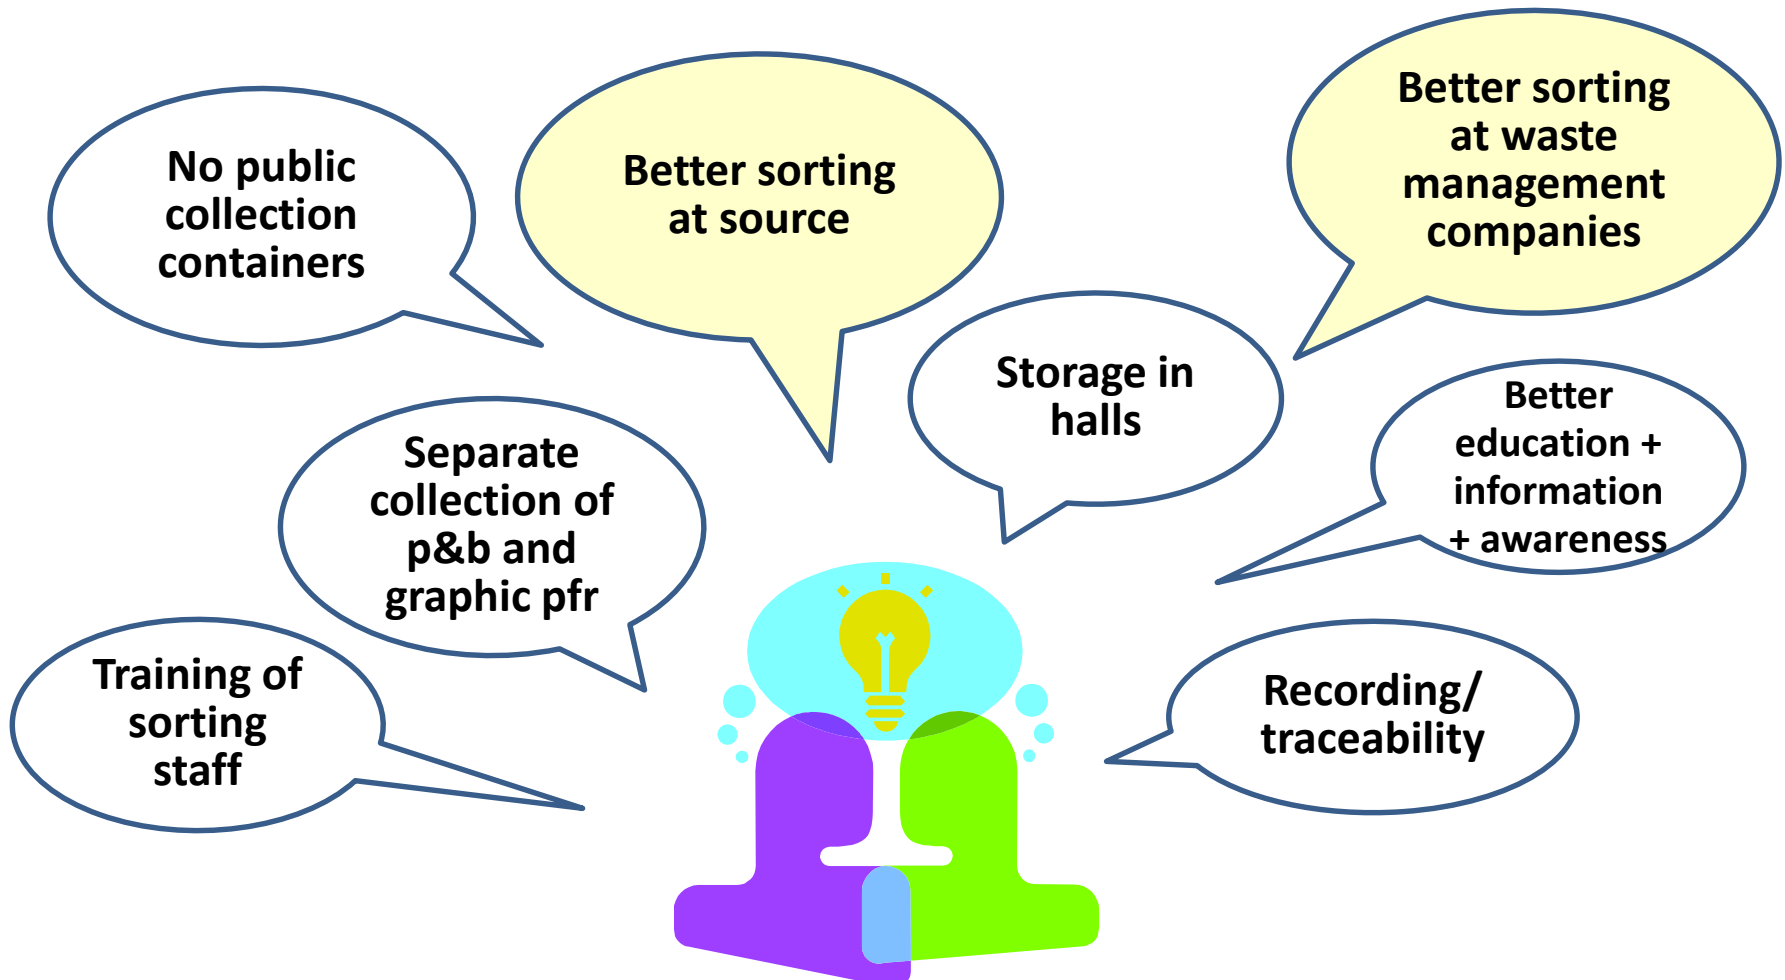 No public
collection
containers
Better sorting
at source
Better sorting
at waste
management
companies
Storage in
halls
Better
education +
information
+ awareness
Separate
collection of
p&b and
graphic pfr
Training of
sorting
staff
Recording/
traceability